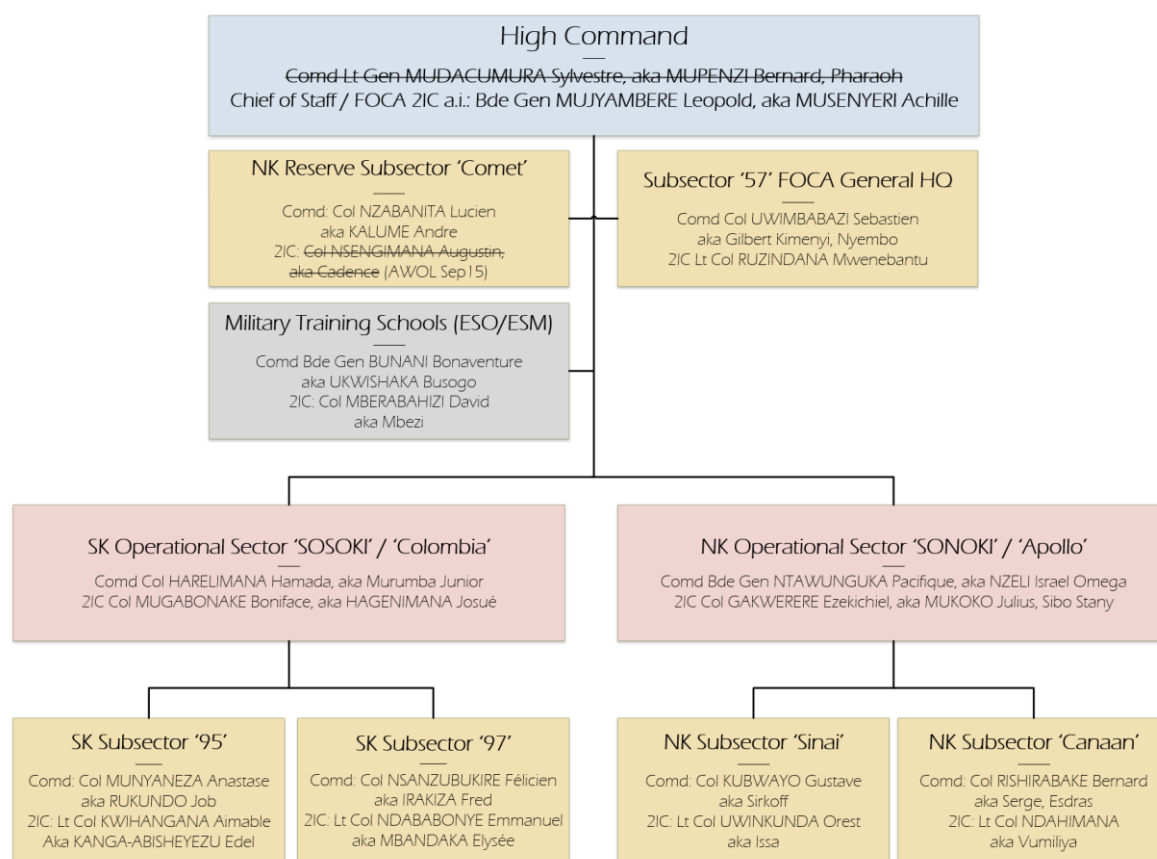 High Command
Comd Lt Gen MUDACUMURA Sylvestre, aka MUPENZI Bernard, Pharaoh
Chief of Staff / FOCA 2IC a.i.: Bde Gen MUJYAMBERE Leopold, aka MUSENYERI Achille
NK Reserve Subsector ‘Comet’
Comd: Col NZABANITA Lucien
aka KALUME Andre
2IC: Col NSENGIMANA Augustin,
aka Cadence (AWOL Sep15)
Subsector ‘57’ FOCA General HQ
Comd Col UWIMBABAZI Sebastien
aka Gilbert Kimenyi, Nyembo
2IC Lt Col RUZINDANA Mwenebantu
Military Training Schools (ESO/ESM)
Comd Bde Gen BUNANI Bonaventure
aka UKWISHAKA Busogo
2IC: Col MBERABAHIZI David
aka Mbezi
SK Operational Sector ‘SOSOKI’ / ‘Colombia’
Comd Col HARELIMANA Hamada, aka Murumba Junior
2IC Col MUGABONAKE Boniface, aka HAGENIMANA Josué
NK Operational Sector ‘SONOKI’ / ‘Apollo’
Comd Bde Gen NTAWUNGUKA Pacifique, aka NZELI Israel Omega
2IC Col GAKWERERE Ezekichiel, aka MUKOKO Julius, Sibo Stany
SK Subsector ‘95’
Comd: Col MUNYANEZA Anastase
aka RUKUNDO Job
2IC: Lt Col KWIHANGANA Aimable
Aka KANGA-ABISHEYEZU Edel
SK Subsector ‘97’
Comd: Col NSANZUBUKIRE Félicien
aka IRAKIZA Fred
2IC: Lt Col NDABABONYE Emmanuel
aka MBANDAKA Elysée
NK Subsector ‘Sinai’
Comd: Col KUBWAYO Gustave
aka Sirkoff
2IC: Lt Col UWINKUNDA Orest
aka Issa
NK Subsector ‘Canaan’
Comd: Col RISHIRABAKE Bernard
aka Serge, Esdras
2IC: Lt Col NDAHIMANA
aka Vumiliya